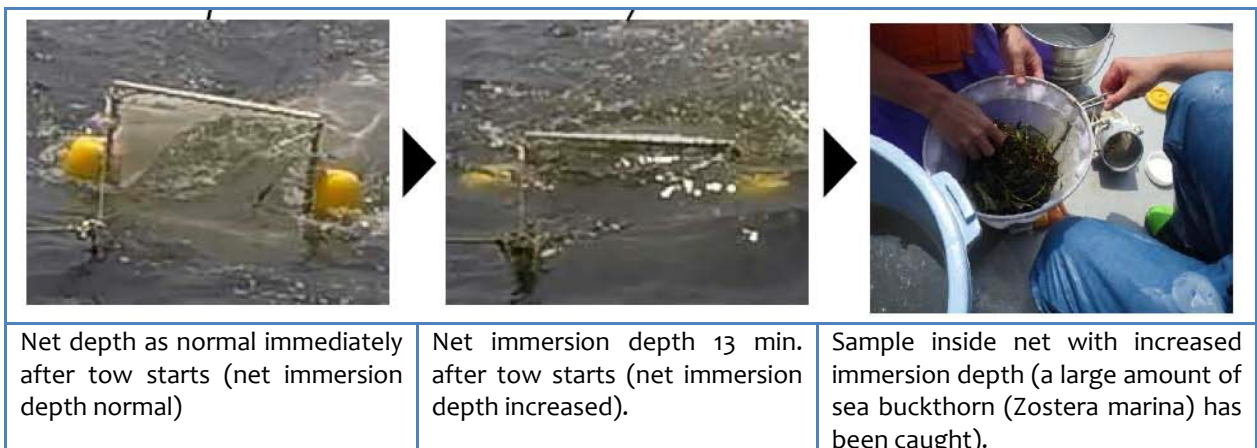 Net depth as normal immediately
after tow starts (net immersion
depth normal)
Net immersion depth 13 min.
after tow starts (net immersion
depth increased).
Sample inside net with increased
immersion depth (a large amount of
sea buckthorn (Zostera marina) has
been caught).